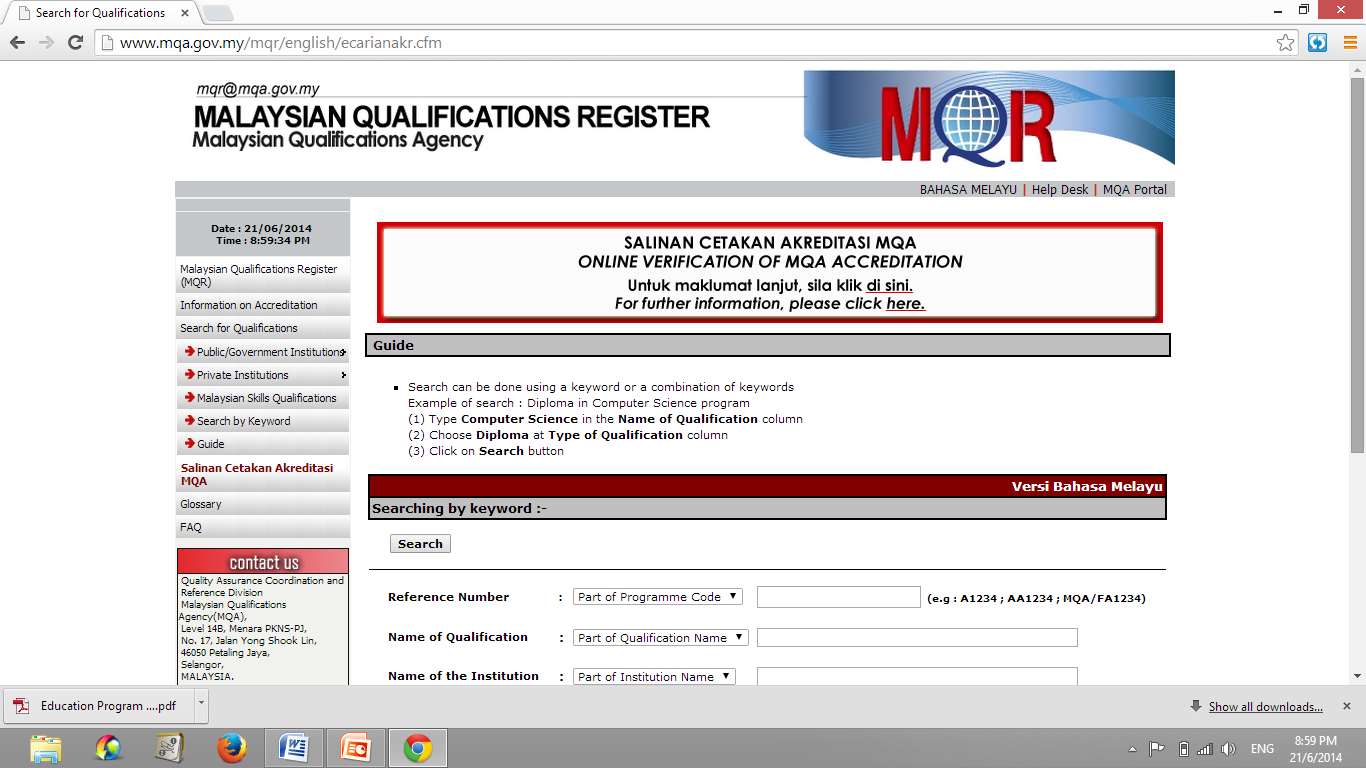 Search for Qualifications
www.mqa.gov.my/mqr/english/ecarianakr.cfm
mqr@mqa.gov.my
MALAYSIAN QUALIFICATIONS REGISTER
Malaysian Qualifications Agency
MQR
BAHASA MELAYU | Help Desk | MQA Portal
Date : 21/06/2014
Time : 8:59:34 PM
Malaysian Qualifications Register
(MQR)
Information on Accreditation
Search for Qualifications
Public/Government Institutions
Private Institutions
Malaysian Skills Qualifications
Search by Keyword
Guide
Salinan Cetakan Akreditasi
MQA
Glossary
FAQ
contact us
Quality Assurance Coordination and
Reference Division
Malaysian Qualifications
Agency(MQA),
Level 14B, Menara PKNS-PJ,
No. 17, Jalan Yong Shook Lin,
46050 Petaling Jaya,
Selangor,
MALAYSIA.
SALINAN CETAKAN AKREDITASI MQA
ONLINE VERIFICATION OF MQA ACCREDITATION
Untuk maklumat lanjut, sila klik di sini.
For further information, please click here.
Guide
Search can be done using a keyword or a combination of keywords
Example of search : Diploma in Computer Science program
(1) Type Computer Science in the Name of Qualification column
(2) Choose Diploma at Type of Qualification column
(3) Click on Search button
Versi Bahasa Melayu
Searching by keyword :-
Search
Reference Number : Part of Programme Code (e.g : A1234 ; AA1234 ; MQA/FA1234)
Name of Qualification : Part of Qualification Name
Name of the Institution : Part of Institution Name
Education Program ....pdf
Show all downloads...
ENG
8:59 PM
21/6/2014